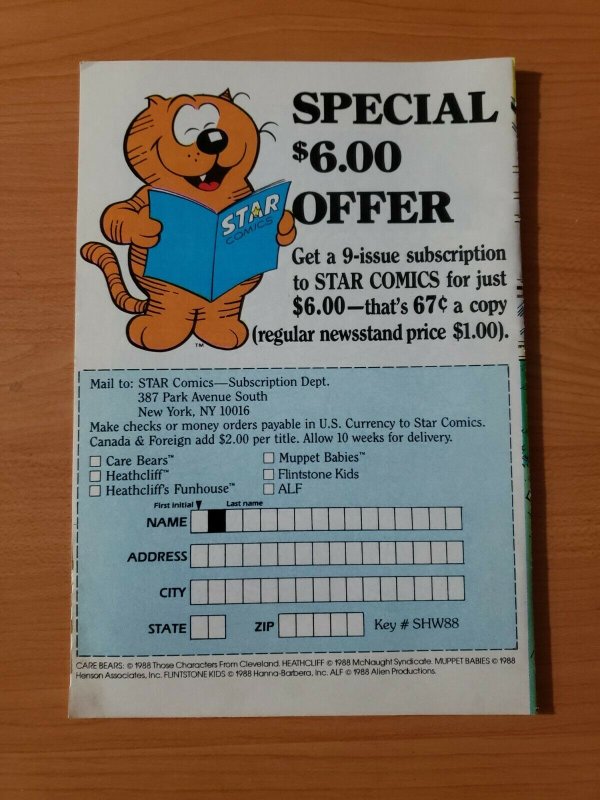 SPECIAL
$6.00
OFFER
STAR
COMICS
Get a 9-issue subscription
to STAR COMICS for just
$6.00—that's 67¢ a copy
(regular newsstand price $1.00).
TM
Mail to: STAR Comics—Subscription Dept.
387 Park Avenue South
New York, NY 10016
Make checks or money orders payable in U.S. Currency to Star Comics.
Canada & Foreign add $2.00 per title. Allow 10 weeks for delivery.
Care Bears™
Heathcliff™
Heathcliff's Funhouse™
Muppet Babies™
Flintstone Kids
ALF
First initial Last name
NAME
ADDRESS
CITY
STATE ZIP Key # SHW88
CARE BEARS: © 1988 Those Characters From Cleveland. HEATHCLIFF © 1988 McNaught Syndicate. MUPPET BABIES © 1988
Henson Associates, Inc. FLINTSTONE KIDS © 1988 Hanna-Barbera, Inc. ALF © 1988 Alien Productions.